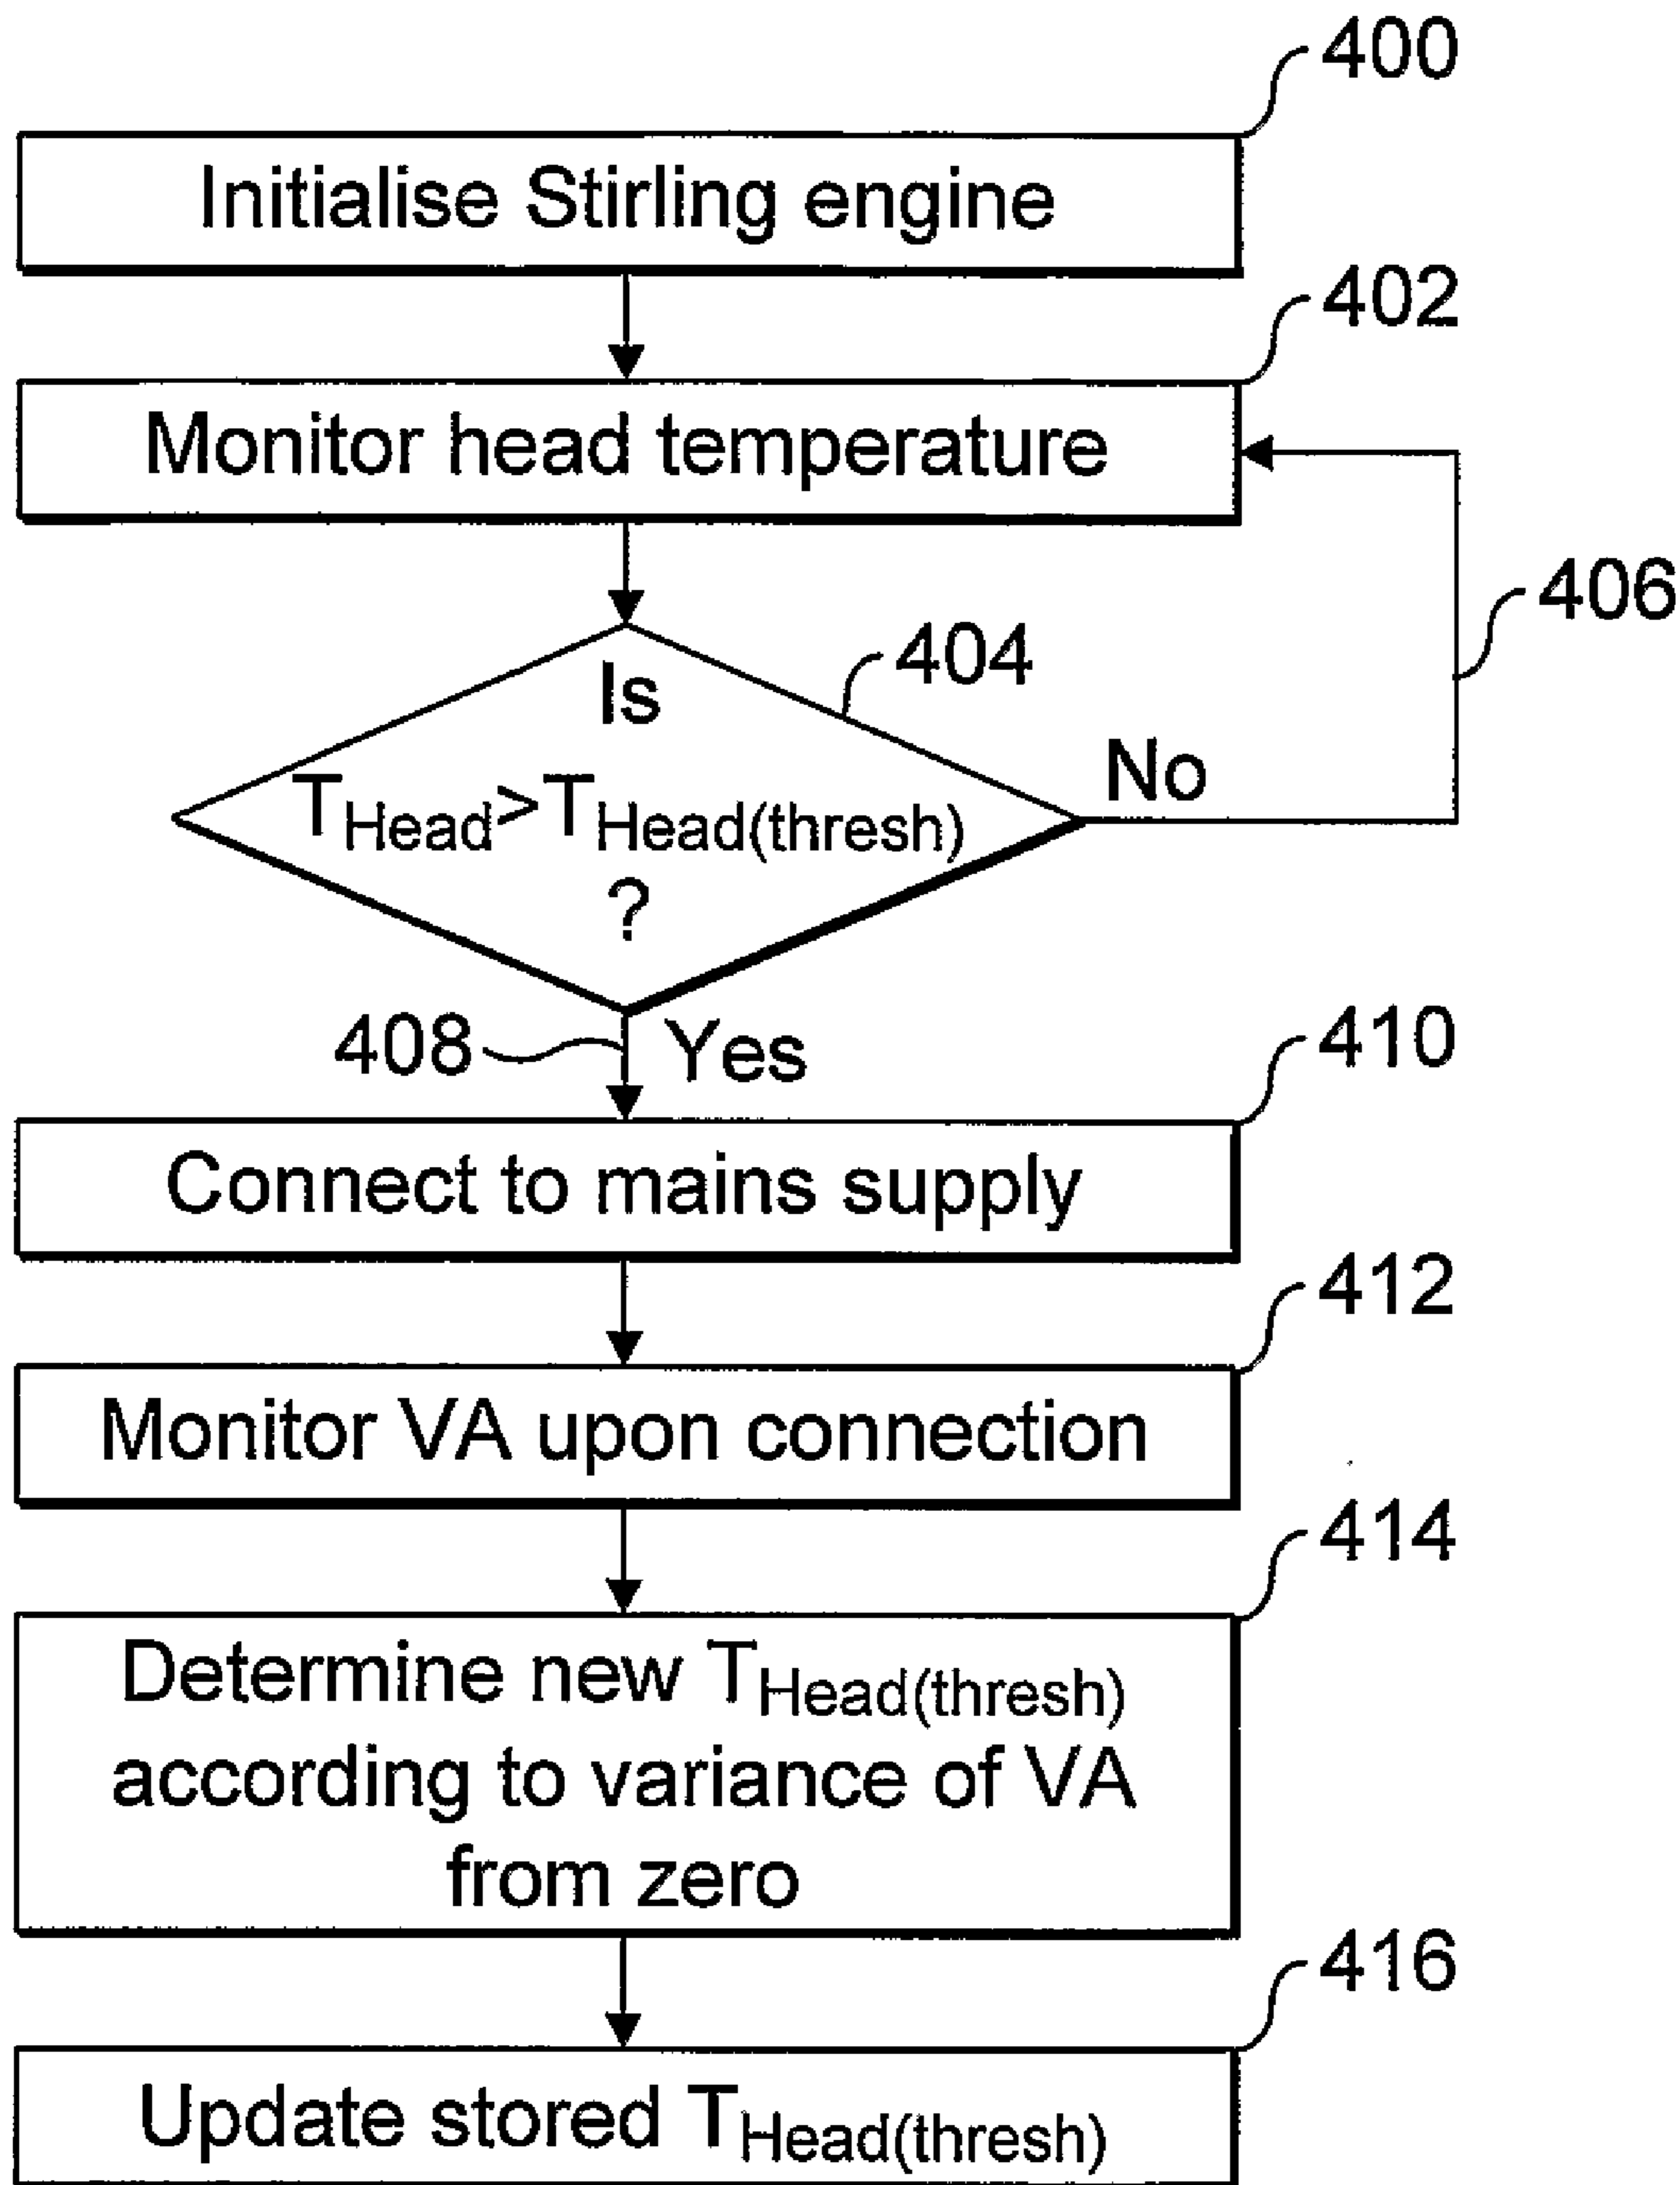 400
Initialise Stirling engine
402
Monitor head temperature
406
404
Is
THead>THead(thresh)
?
No
408
Yes
410
Connect to mains supply
412
Monitor VA upon connection
414
Determine new THead(thresh)
according to variance of VA
from zero
416
Update stored THead(thresh)